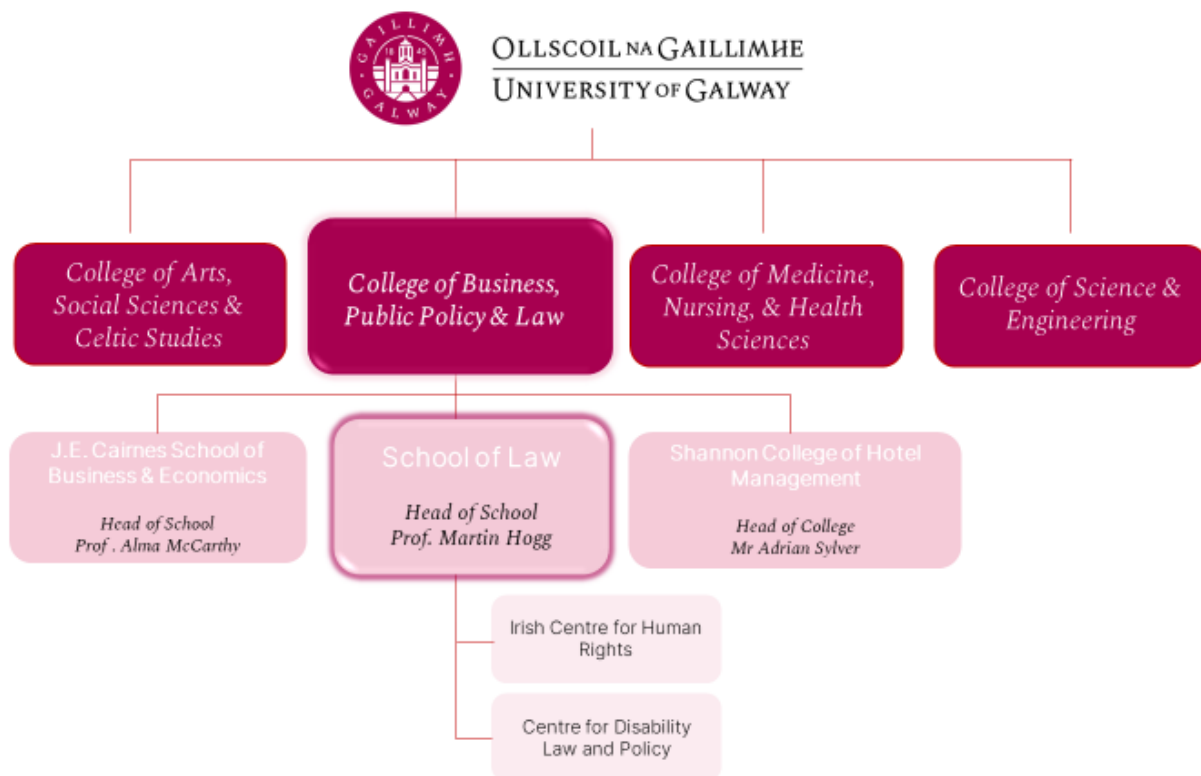 GAILLIMH
1845
GALWAY
OLLSCOIL NA GAILLIMHE
UNIVERSITY OF GALWAY
College of Arts,
Social Sciences &
Celtic Studies
College of Business,
Public Policy & Law
College of Medicine,
Nursing, & Health
Sciences
College of Science &
Engineering
J.E. Cairnes School of
Business & Economics
Head of School
Prof . Alma McCarthy
School of Law
Head of School
Prof. Martin Hogg
Shannon College of Hotel
Management
Head of College
Mr Adrian Sylver
Irish Centre for Human
Rights
Centre for Disability
Law and Policy